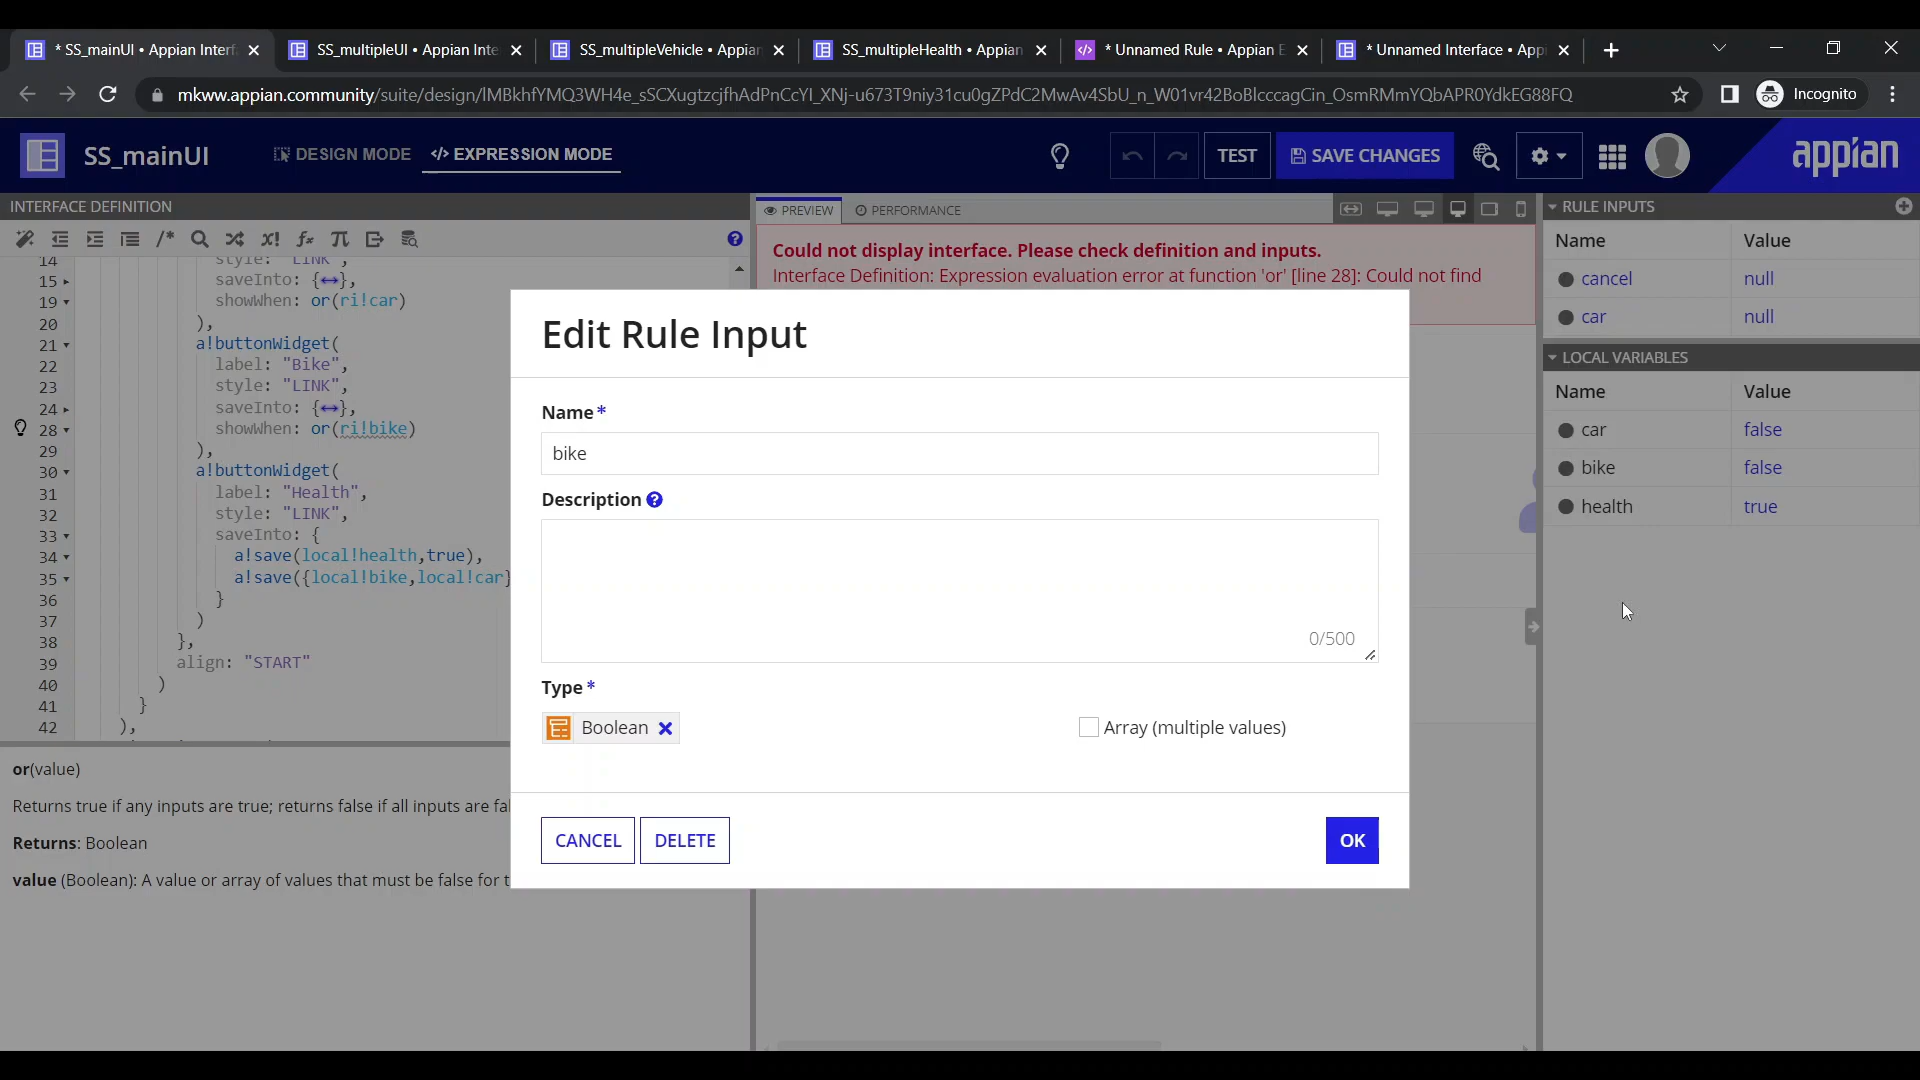 * SS_mainUI • Appian Interf
SS_multipleUI • Appian Inte
SS_multipleVehicle • Appian
SS_multipleHealth • Appian
* Unnamed Rule • Appian E
* Unnamed Interface • Appi
mkww.appian.community/suite/design/lMBkhfYMQ3WH4e_sSCXugtzcjfhAdPnCcYI_XNj-u673T9niy31cu0gZPdC2MwAv4SbU_n_W01vr42BoBlcccagCin_OsmRMmYQbAPR0YdkEG88FQ
Incognito
SS_mainUI
DESIGN MODE
</> EXPRESSION MODE
TEST
SAVE CHANGES
appian
INTERFACE DEFINITION
PREVIEW
PERFORMANCE
RULE INPUTS
Could not display interface. Please check definition and inputs.
Interface Definition: Expression evaluation error at function 'or' [line 28]: Could not find
Name Value
cancel null
car null
LOCAL VARIABLES
Name Value
car false
bike false
health true
14 style: "LINK",
15 saveInto: {},
19 showWhen: or(ri!car)
20 ),
21 a!buttonWidget(
22 label: "Bike",
23 style: "LINK",
24 saveInto: {},
28 showWhen: or(ri!bike)
29 ),
30 a!buttonWidget(
31 label: "Health",
32 style: "LINK",
33 saveInto: {
34 a!save(local!health,true),
35 a!save({local!bike,local!car}
36 }
37 )
38 },
39 align: "START"
40 )
41 }
42 ),
or(value)
Returns true if any inputs are true; returns false if all inputs are fal
Returns: Boolean
value (Boolean): A value or array of values that must be false for t
Edit Rule Input
Name*
bike
Description
0/500
Type*
Boolean
Array (multiple values)
CANCEL
DELETE
OK